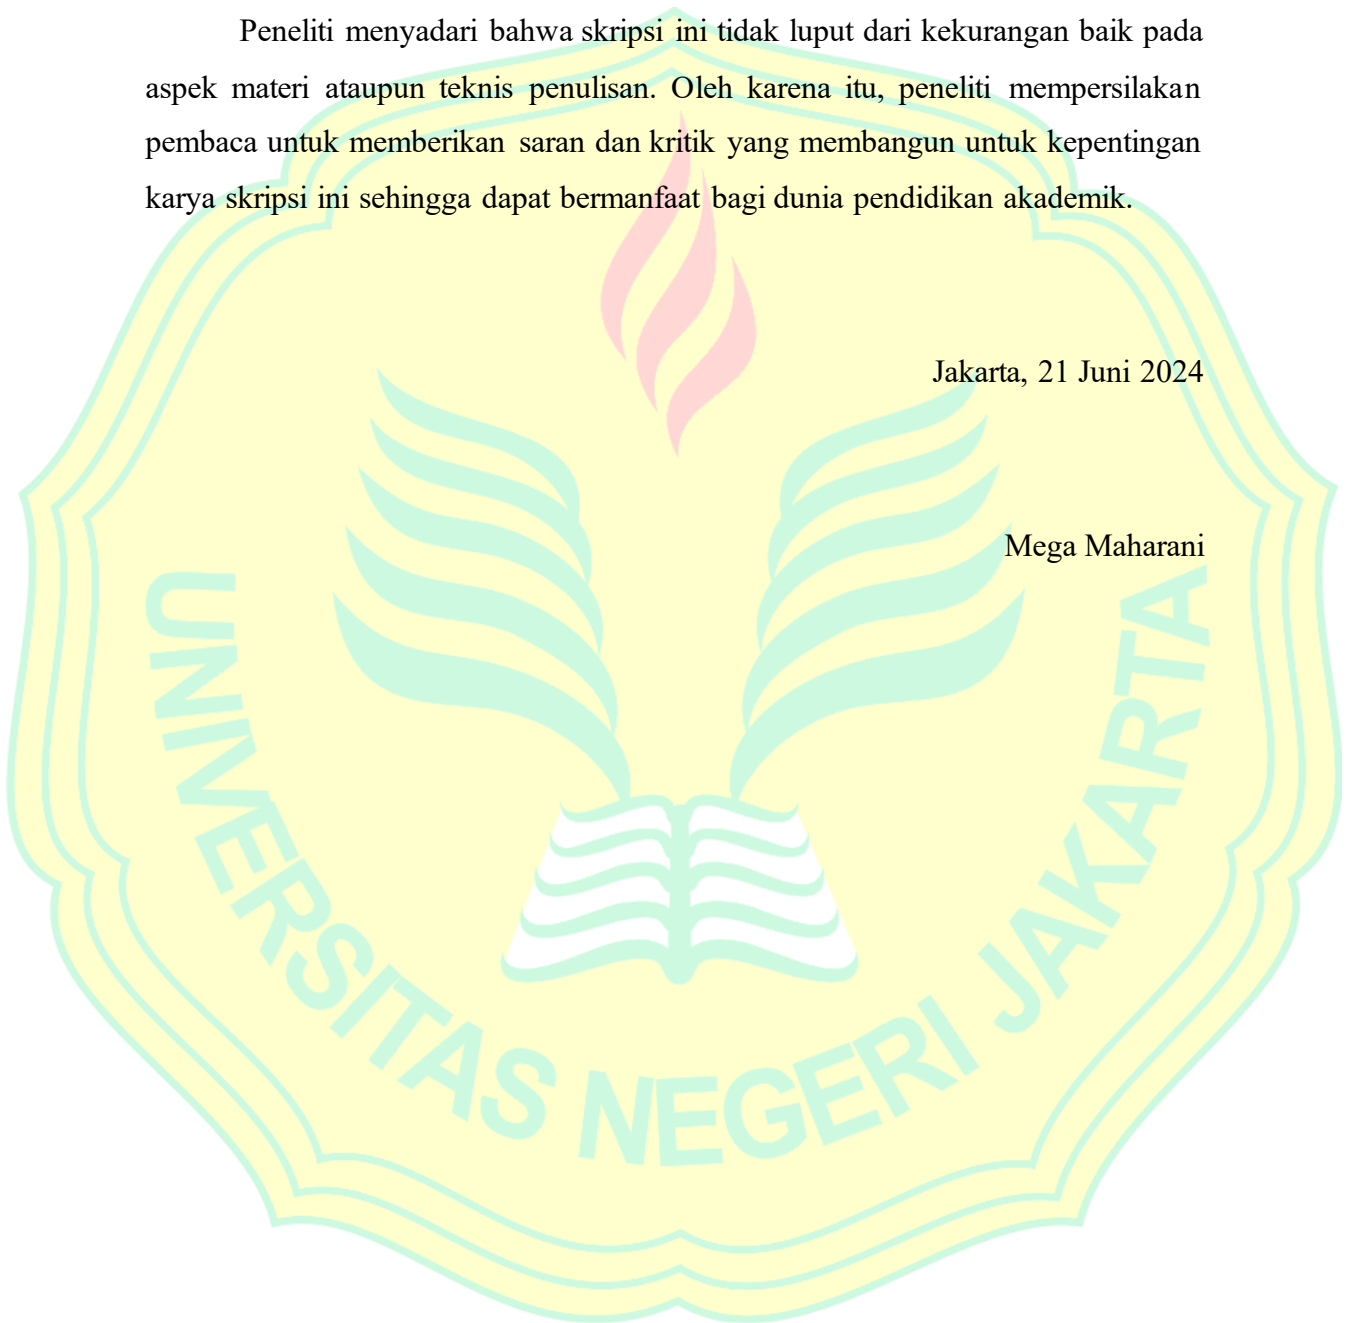 Peneliti menyadari bahwa skripsi ini tidak luput dari kekurangan baik pada
aspek materi ataupun teknis penulisan. Oleh karena itu, peneliti mempersilakan
pembaca untuk memberikan saran dan kritik yang membangun untuk kepentingan
karya skripsi ini sehingga dapat bermanfaat bagi dunia pendidikan akademik.
Jakarta, 21 Juni 2024
Mega Maharani
UNIVERSITAS NEGERI JAKARTA